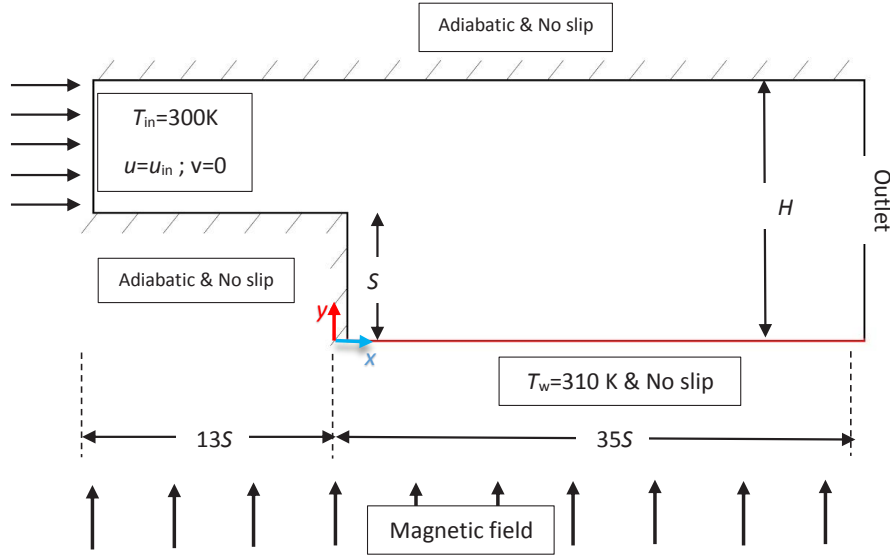 Adiabatic & No slip
T_in=300K
u=u_in ; v=0
Outlet
H
Adiabatic & No slip
S
y
x
T_w=310 K & No slip
13S
35S
Magnetic field